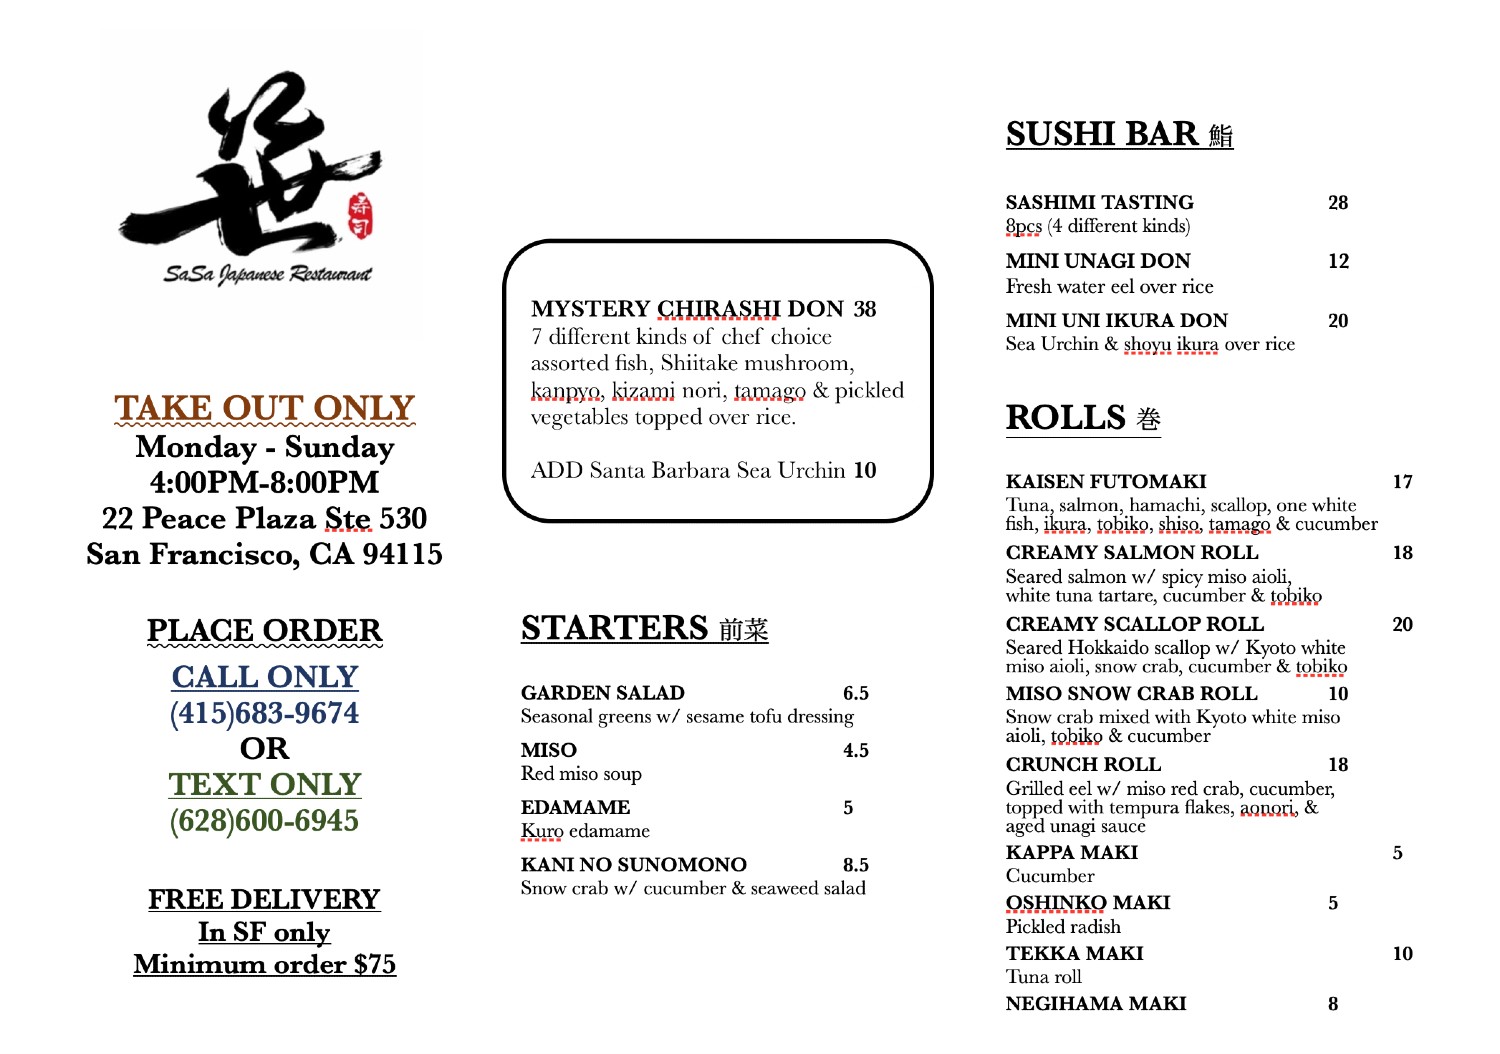 笹
寿司
SaSa Japanese Restaurant
TAKE OUT ONLY
Monday - Sunday
4:00PM-8:00PM
22 Peace Plaza Ste 530
San Francisco, CA 94115
PLACE ORDER
CALL ONLY
(415)683-9674
OR
TEXT ONLY
(628)600-6945
FREE DELIVERY
In SF only
Minimum order $75
MYSTERY CHIRASHI DON 38
7 different kinds of chef choice
assorted fish, Shiitake mushroom,
kanpyo, kizami nori, tamago & pickled
vegetables topped over rice.
ADD Santa Barbara Sea Urchin 10
STARTERS 前菜
GARDEN SALAD 6.5
Seasonal greens w/ sesame tofu dressing
MISO 4.5
Red miso soup
EDAMAME 5
Kuro edamame
KANI NO SUNOMONO 8.5
Snow crab w/ cucumber & seaweed salad
SUSHI BAR 鮨
SASHIMI TASTING 28
8pcs (4 different kinds)
MINI UNAGI DON 12
Fresh water eel over rice
MINI UNI IKURA DON 20
Sea Urchin & shoyu ikura over rice
ROLLS 巻
KAISEN FUTOMAKI 17
Tuna, salmon, hamachi, scallop, one white
fish, ikura, tobiko, shiso, tamago & cucumber
CREAMY SALMON ROLL 18
Seared salmon w/ spicy miso aioli,
white tuna tartare, cucumber & tobiko
CREAMY SCALLOP ROLL 20
Seared Hokkaido scallop w/ Kyoto white
miso aioli, snow crab, cucumber & tobiko
MISO SNOW CRAB ROLL 10
Snow crab mixed with Kyoto white miso
aioli, tobiko & cucumber
CRUNCH ROLL 18
Grilled eel w/ miso red crab, cucumber,
topped with tempura flakes, aonori, &
aged unagi sauce
KAPPA MAKI 5
Cucumber
OSHINKO MAKI 5
Pickled radish
TEKKA MAKI 10
Tuna roll
NEGIHAMA MAKI 8